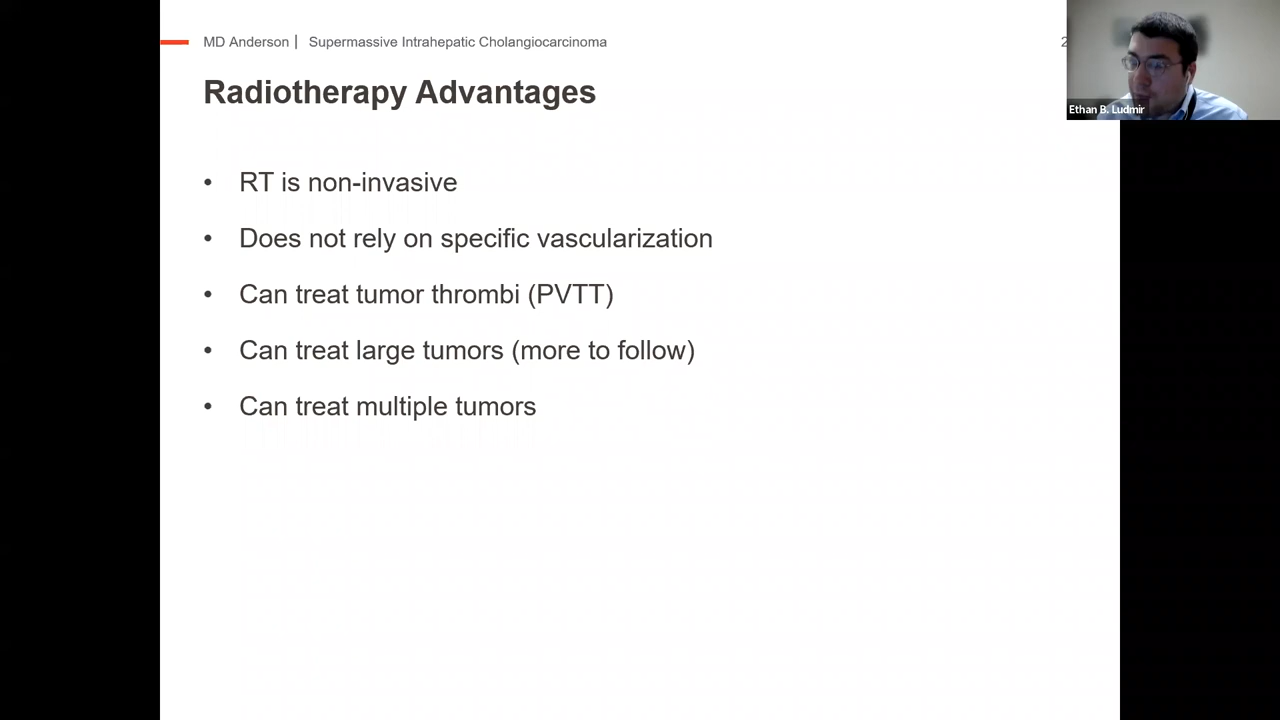 MD Anderson | Supermassive Intrahepatic Cholangiocarcinoma
Radiotherapy Advantages
• RT is non-invasive
• Does not rely on specific vascularization
• Can treat tumor thrombi (PVTT)
• Can treat large tumors (more to follow)
• Can treat multiple tumors
Ethan B. Ludmir